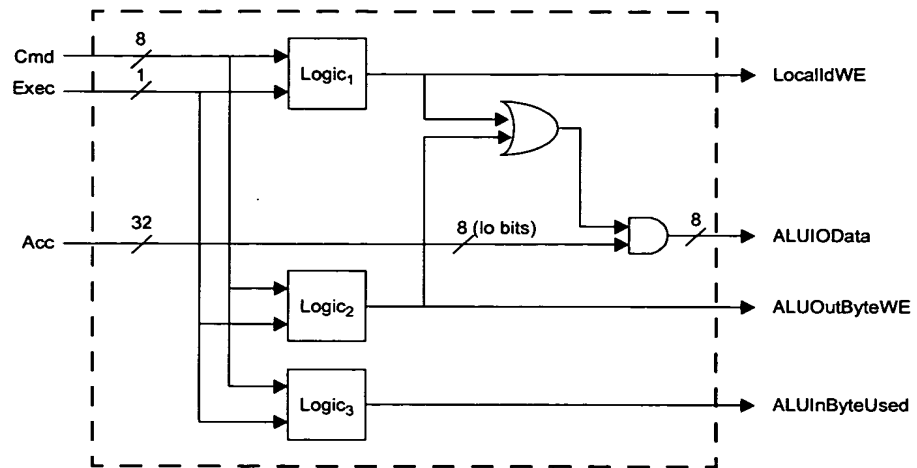 8
Cmd
1
Exec
Logic₁
LocalIdWE
32
Acc
8 (lo bits)
8
ALUIOData
Logic₂
ALUOutByteWE
Logic₃
ALUInByteUsed